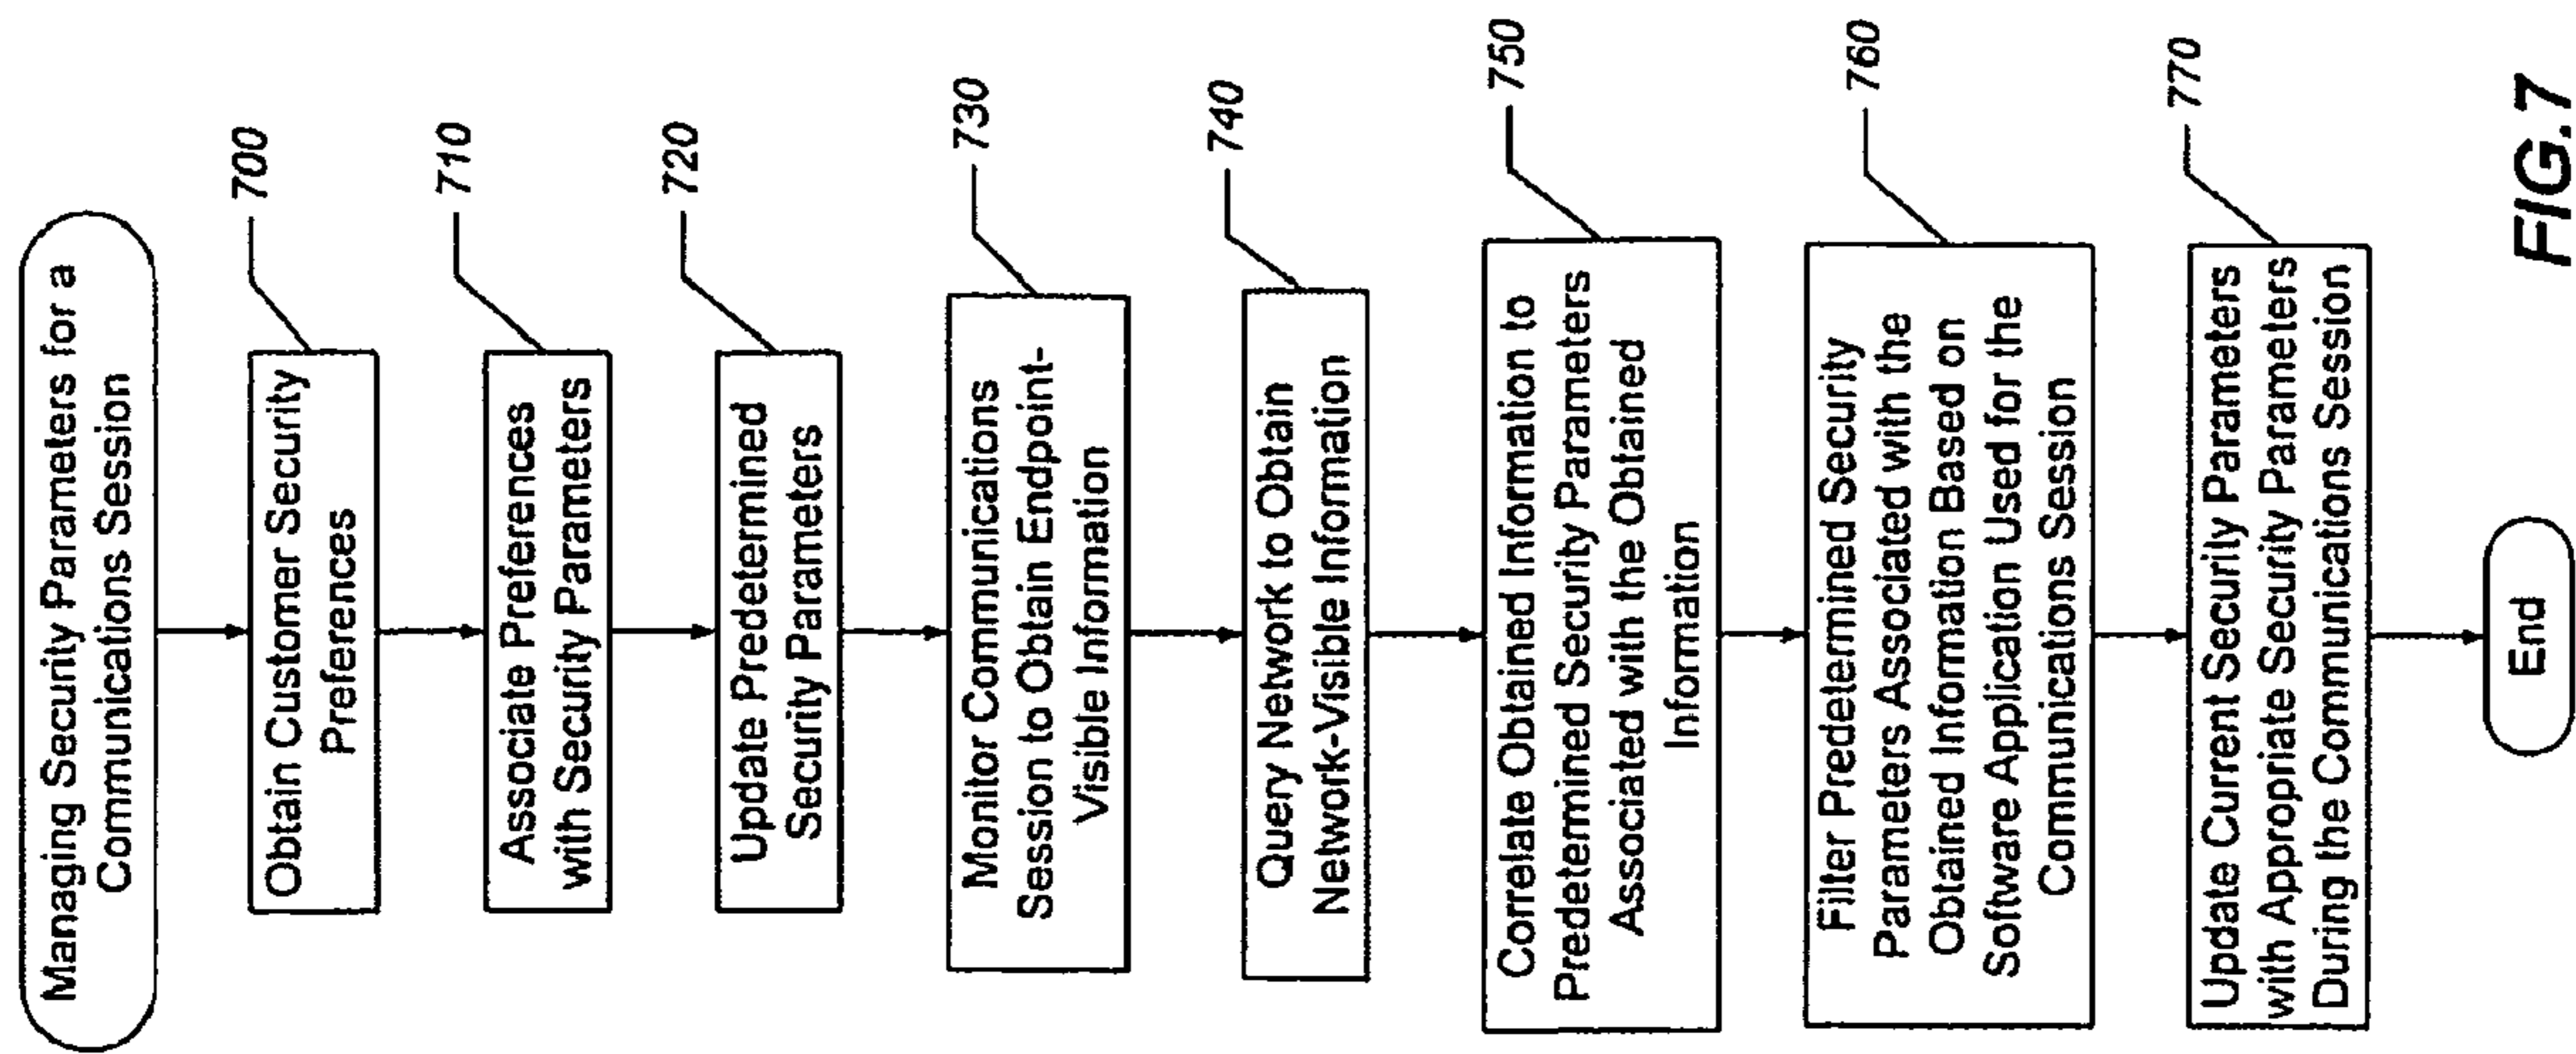 Managing Security Parameters for a
Communications Session
700
Obtain Customer Security
Preferences
710
Associate Preferences
with Security Parameters
720
Update Predetermined
Security Parameters
730
Monitor Communications
Session to Obtain Endpoint-
Visible Information
740
Query Network to Obtain
Network-Visible Information
750
Correlate Obtained Information to
Predetermined Security Parameters
Associated with the Obtained
Information
760
Filter Predetermined Security
Parameters Associated with the
Obtained Information Based on
Software Application Used for the
Communications Session
770
Update Current Security Parameters
with Appropriate Security Parameters
During the Communications Session
End
FIG.7